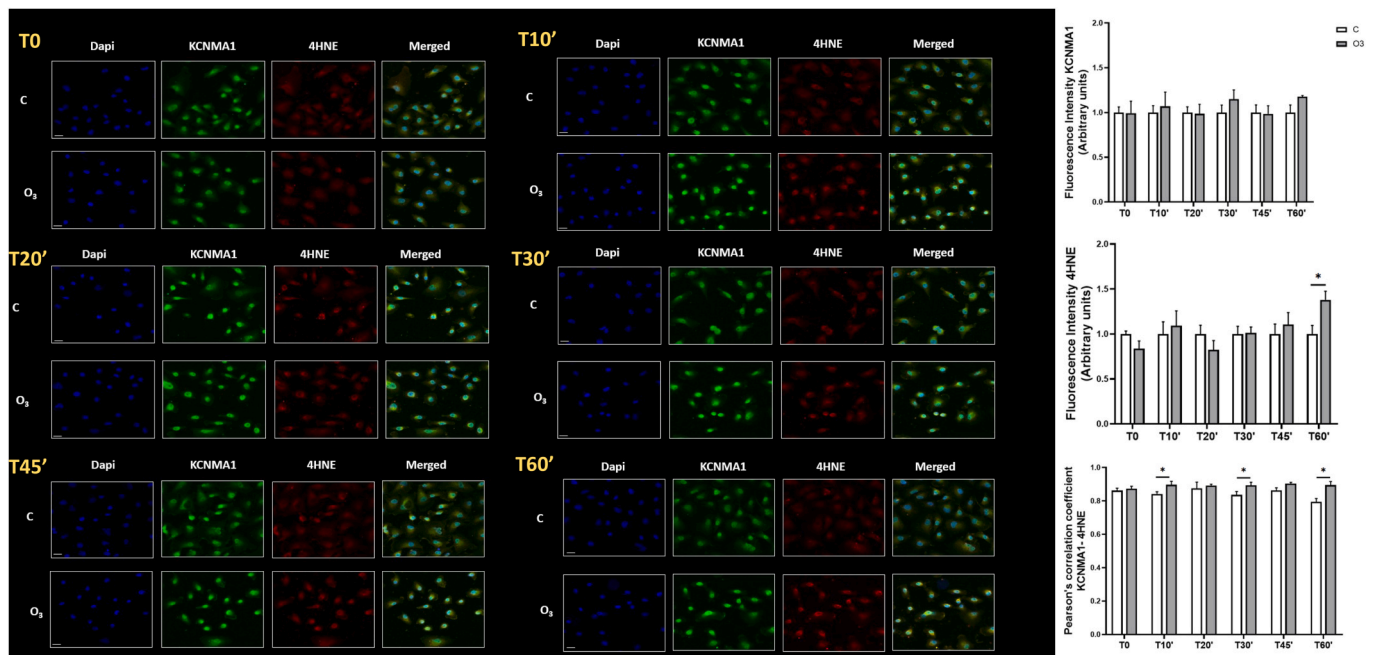 T0
Dapi KCNMA1 4HNE Merged
C
O3
T10'
Dapi KCNMA1 4HNE Merged
C
O3
T20'
Dapi KCNMA1 4HNE Merged
C
O3
T30'
Dapi KCNMA1 4HNE Merged
C
O3
T45'
Dapi KCNMA1 4HNE Merged
C
O3
T60'
Dapi KCNMA1 4HNE Merged
C
O3
Fluorescence Intensity KCNMA1
(Arbitrary units)
2.0
1.5
1.0
0.5
0.0
T0 T10' T20' T30' T45' T60'
C
O3
Fluorescence Intensity 4HNE
(Arbitrary units)
2.0
1.5
1.0
0.5
0.0
*
T0 T10' T20' T30' T45' T60'
Pearson's correlation coefficient
KCNMA1- 4HNE
1.0
0.8
0.6
0.4
0.2
0.0
* * *
T0 T10' T20' T30' T45' T60'